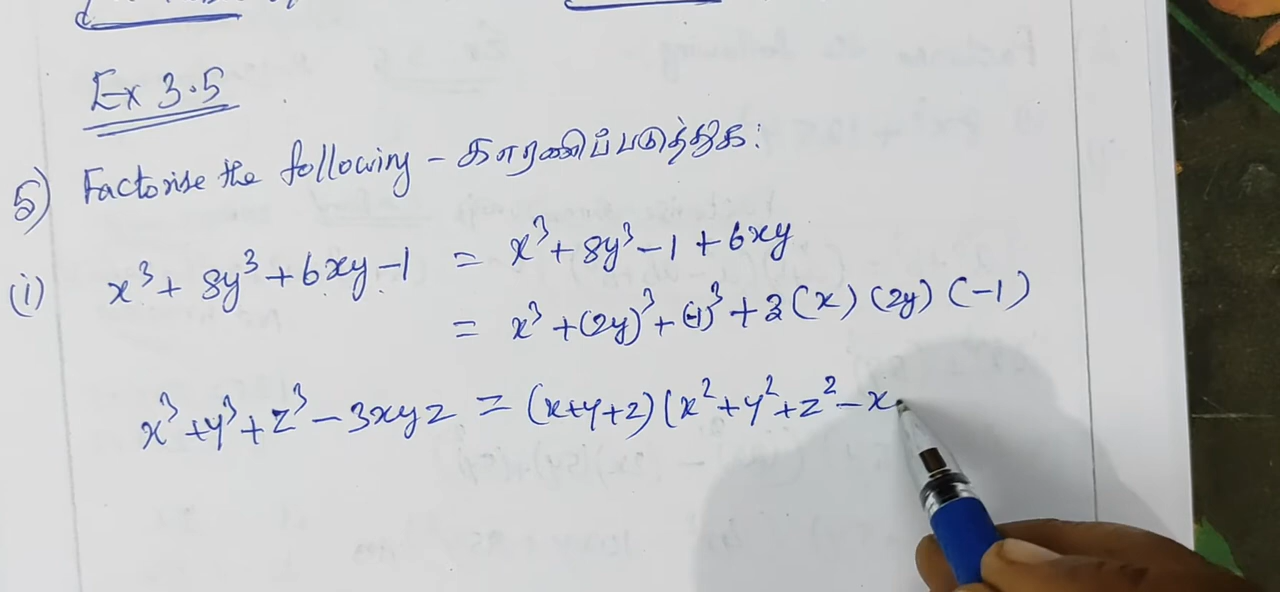 Ex 3.5
5) Factorise the following - காரணிப்படுத்துக:
(i) x³ + 8y³ + 6xy - 1 = x³ + 8y³ - 1 + 6xy
= x³ + (2y)³ + (-1)³ + 3 (x) (2y) (-1)
x³ + y³ + z³ - 3xyz = (x+y+z) (x² + y² + z² - x